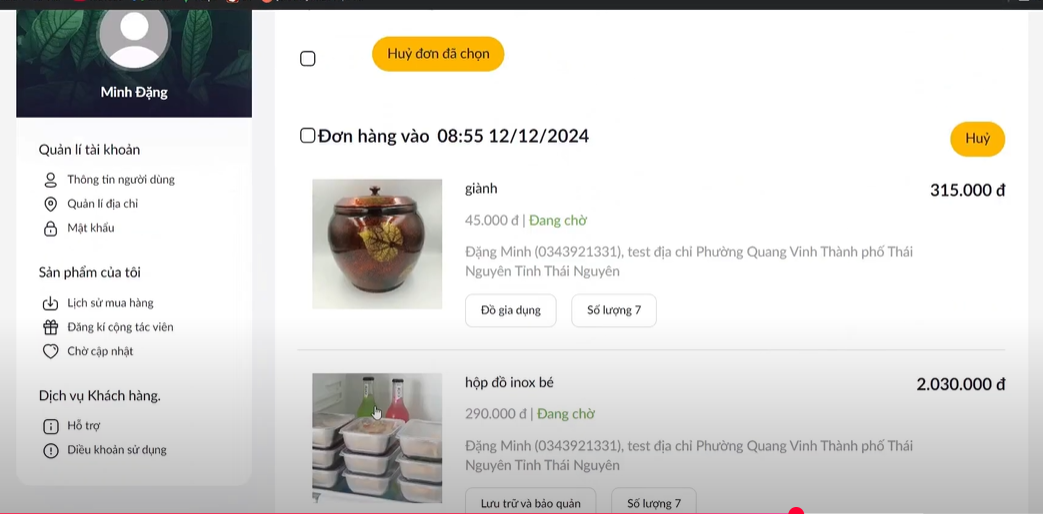 Minh Đặng
Quản lí tài khoản
Thông tin người dùng
Quản lí địa chỉ
Mật khẩu
Sản phẩm của tôi
Lịch sử mua hàng
Đăng kí cộng tác viên
Chờ cập nhật
Dịch vụ Khách hàng.
Hỗ trợ
Điều khoản sử dụng
Huỷ đơn đã chọn
Đơn hàng vào 08:55 12/12/2024
Huỷ
giành
315.000 đ
45.000 đ | Đang chờ
Đặng Minh (0343921331), test địa chỉ Phường Quang Vinh Thành phố Thái
Nguyên Tỉnh Thái Nguyên
Đồ gia dụng
Số lượng 7
hộp đồ inox bé
2.030.000 đ
290.000 đ | Đang chờ
Đặng Minh (0343921331), test địa chỉ Phường Quang Vinh Thành phố Thái
Nguyên Tỉnh Thái Nguyên
Lưu trữ và bảo quản
Số lượng 7